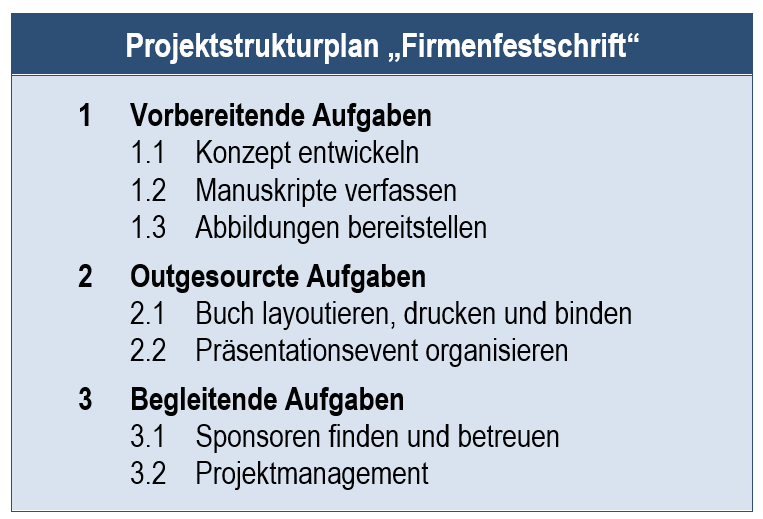 Projektstrukturplan „Firmenfestschrift“
1 Vorbereitende Aufgaben
1.1 Konzept entwickeln
1.2 Manuskripte verfassen
1.3 Abbildungen bereitstellen
2 Outgesourcte Aufgaben
2.1 Buch layoutieren, drucken und binden
2.2 Präsentationsevent organisieren
3 Begleitende Aufgaben
3.1 Sponsoren finden und betreuen
3.2 Projektmanagement